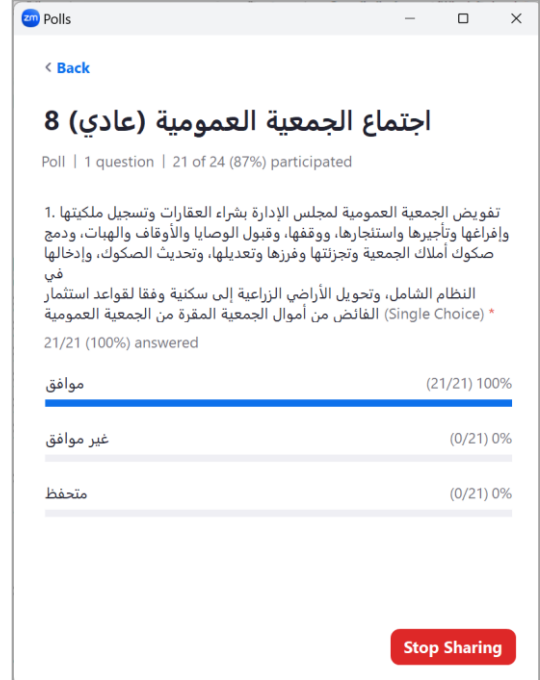 zm Polls
< Back
اجتماع الجمعية العمومية (عادي) 8
Poll | 1 question | 21 of 24 (87%) participated
1. تفويض الجمعية العمومية لمجلس الإدارة بشراء العقارات وتسجيل ملكيتها
وإفراغها وتأجيرها واستئجارها، ووقفها، وقبول الوصايا والأوقاف والهبات، ودمج
صكوك أملاك الجمعية وتجزئتها وفرزها وتعديلها، وتحديث الصكوك، وإدخالها
في
النظام الشامل، وتحويل الأراضي الزراعية إلى سكنية وفقا لقواعد استثمار
الفائض من أموال الجمعية المقرة من الجمعية العمومية (Single Choice) *
21/21 (100%) answered
موافق (21/21) 100%
غير موافق (0/21) 0%
متحفظ (0/21) 0%
Stop Sharing